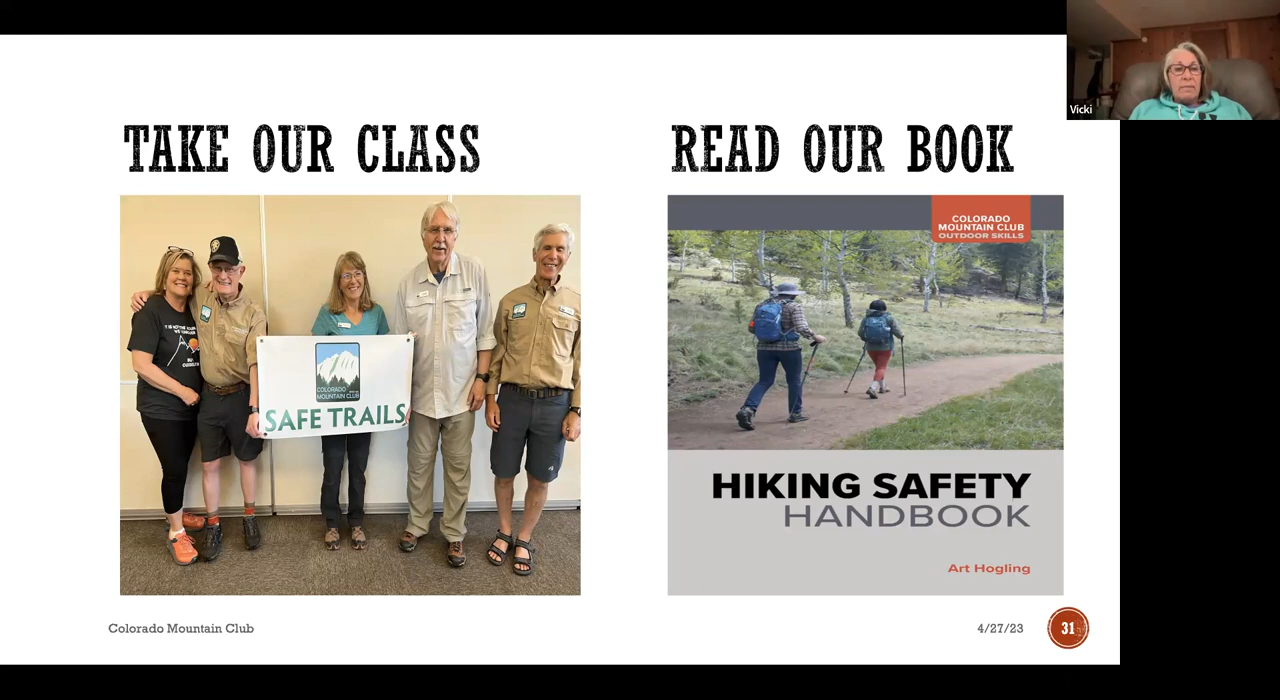 Vicki
TAKE OUR CLASS
READ OUR BOOK
COLORADO
MOUNTAIN CLUB
SAFE TRAILS
COLORADO
MOUNTAIN CLUB
OUTDOOR SKILLS
HIKING SAFETY
HANDBOOK
Art Hogling
Colorado Mountain Club
4/27/23
31